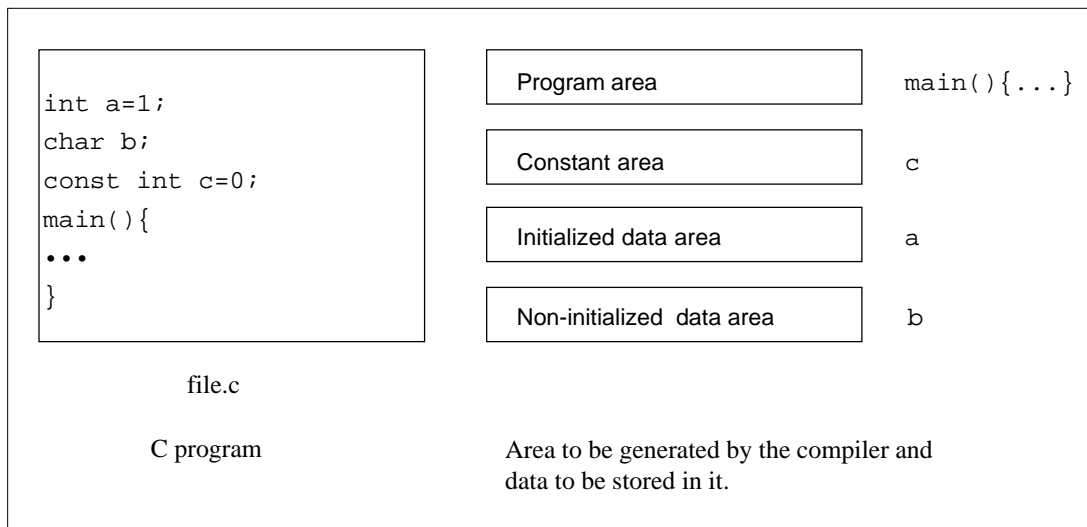 int a=1;
char b;
const int c=0;
main(){
•••
}
file.c
C program
Program area main(){...}
Constant area c
Initialized data area a
Non-initialized data area b
Area to be generated by the compiler and
data to be stored in it.